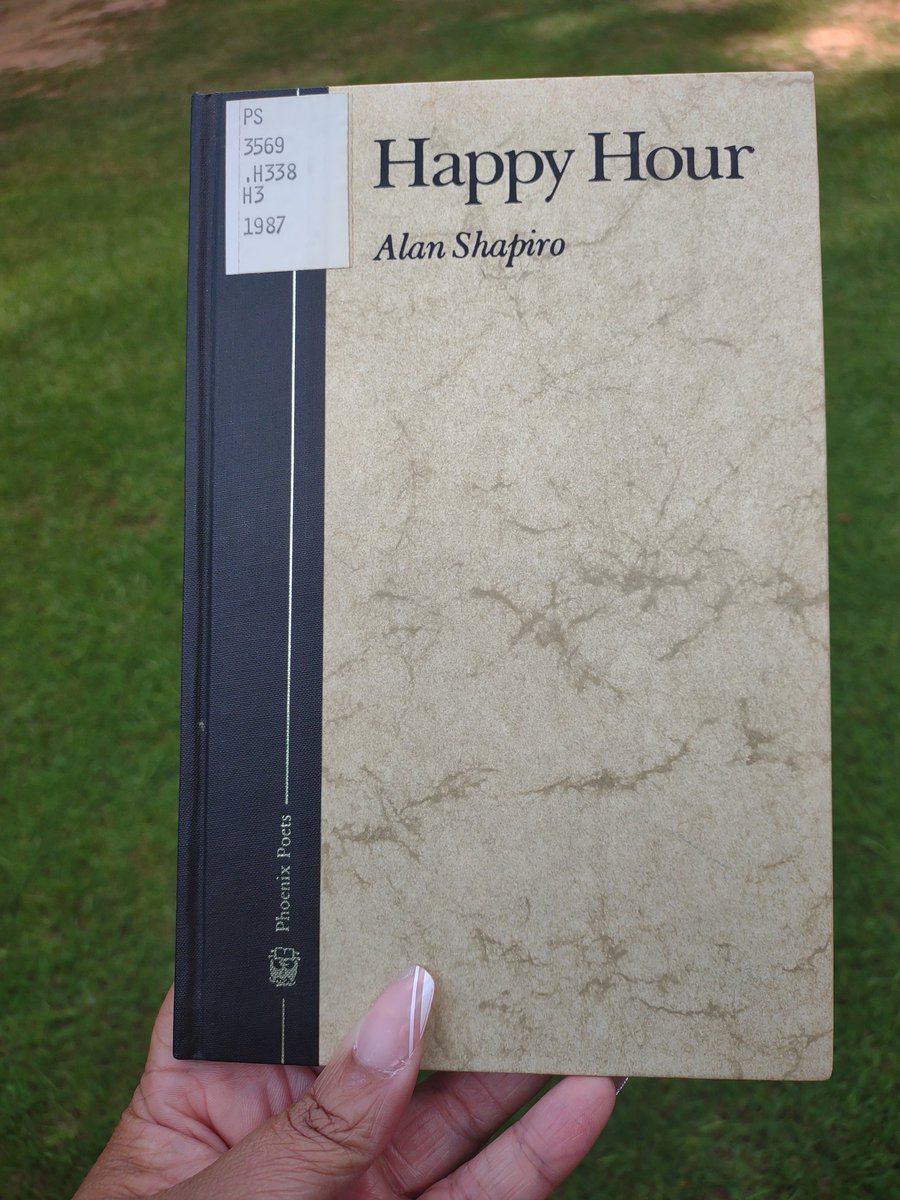 PS
3569
.H338
H3
1987
Happy Hour
Alan Shapiro
Phoenix Poets